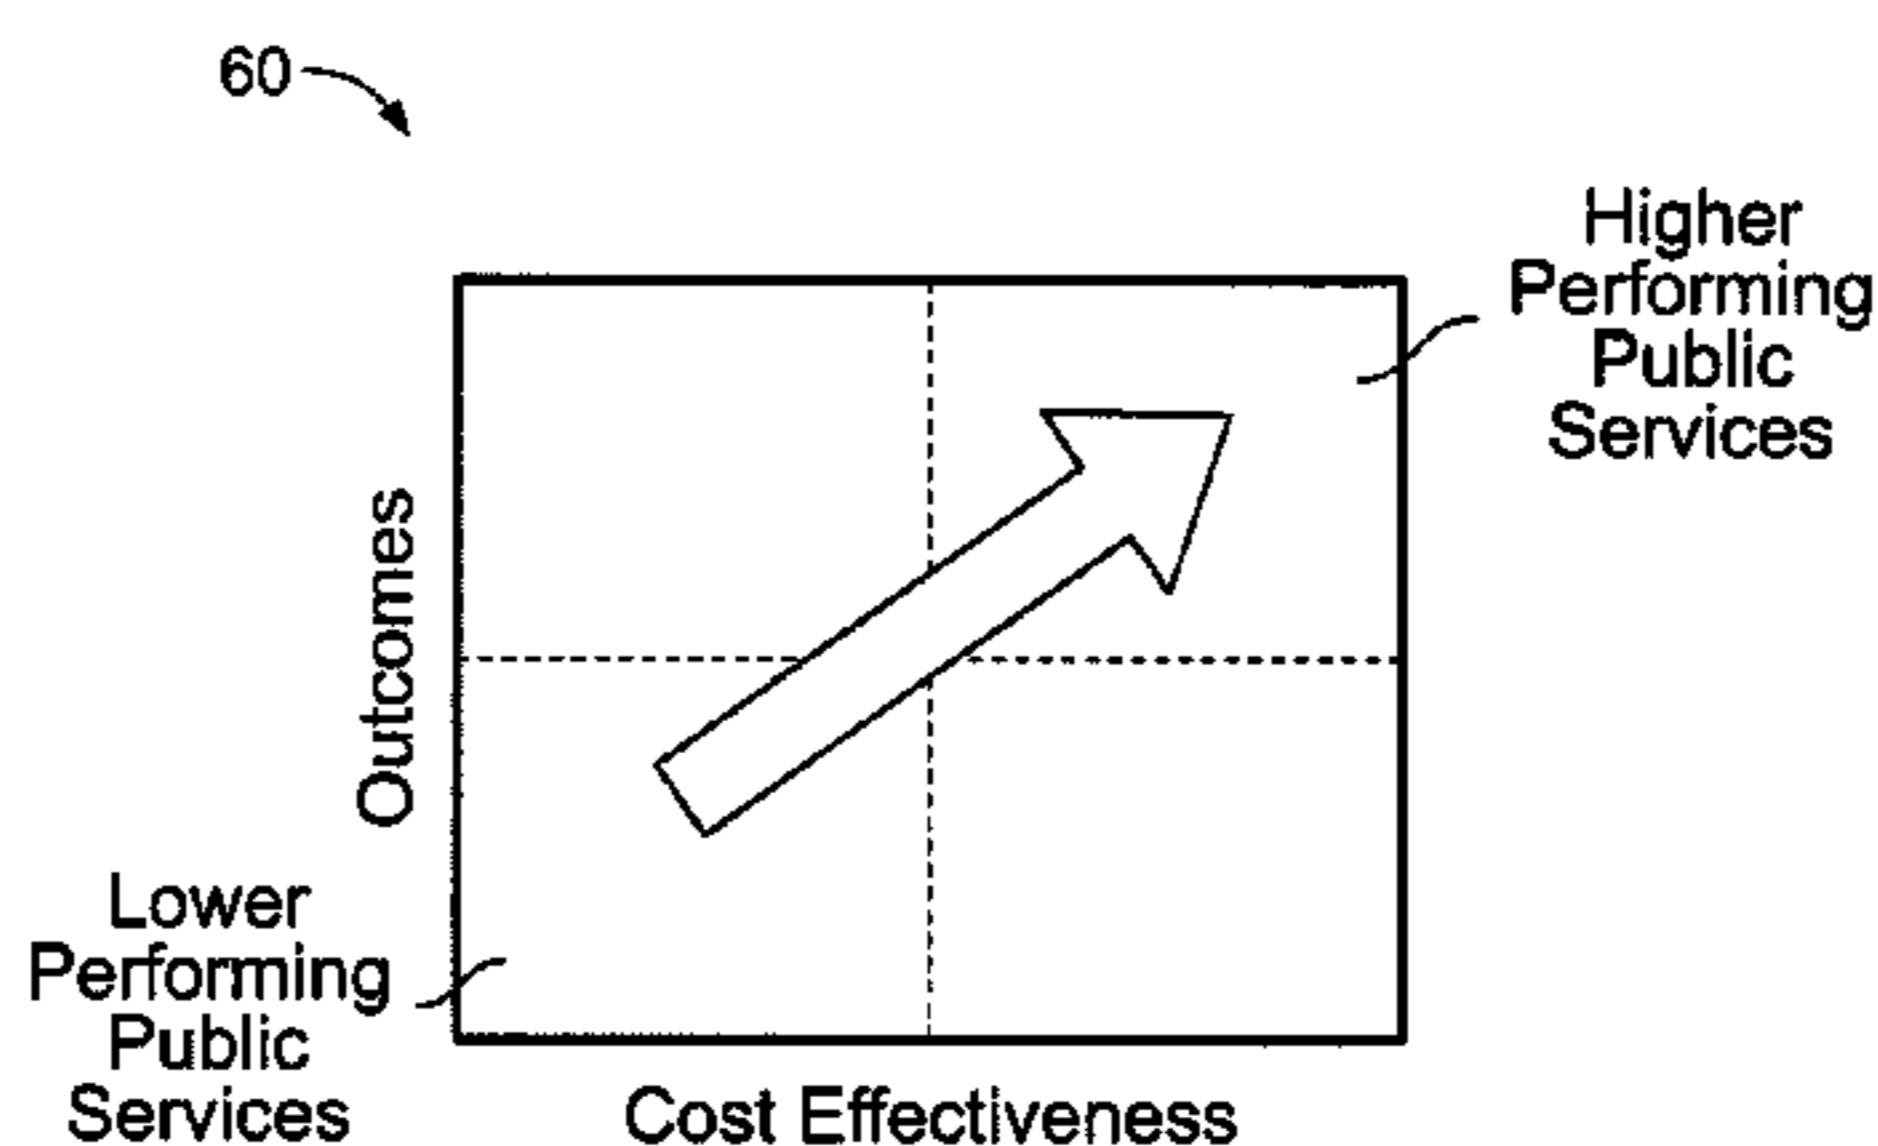 60
Higher
Performing
Public
Services
Outcomes
Lower
Performing
Public
Services
Cost Effectiveness